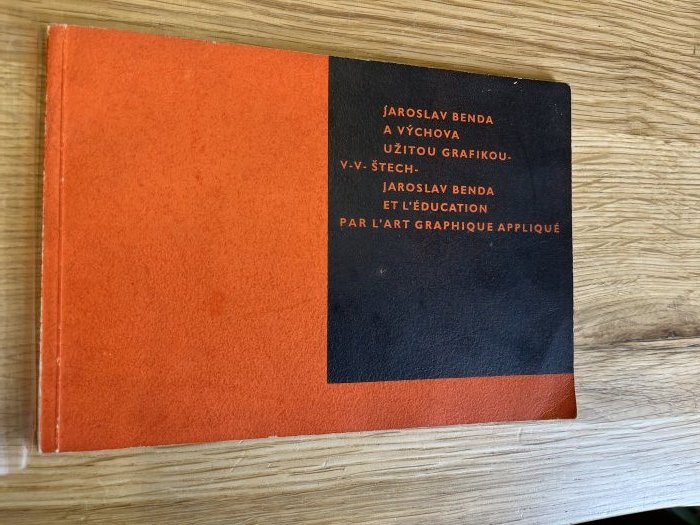 JAROSLAV BENDA
A VÝCHOVA
UŽITOU GRAFIKOU-
V-V- ŠTECH-
JAROSLAV BENDA
ET L'ÉDUCATION
PAR L'ART GRAPHIQUE APPLIQUÉ